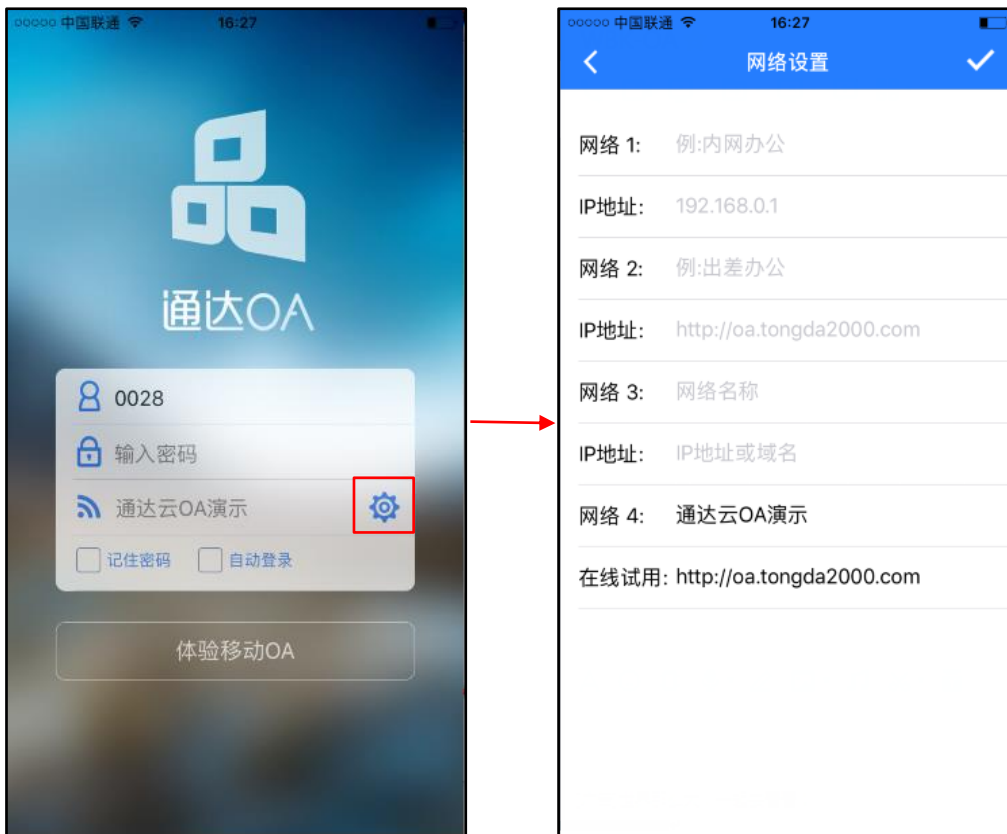 中国联通 16:27
通达OA
0028
输入密码
通达云OA演示
记住密码 自动登录
体验移动OA
中国联通 16:27
网络设置
网络 1: 例:内网办公
IP地址: 192.168.0.1
网络 2: 例:出差办公
IP地址: http://oa.tongda2000.com
网络 3: 网络名称
IP地址: IP地址或域名
网络 4: 通达云OA演示
在线试用: http://oa.tongda2000.com